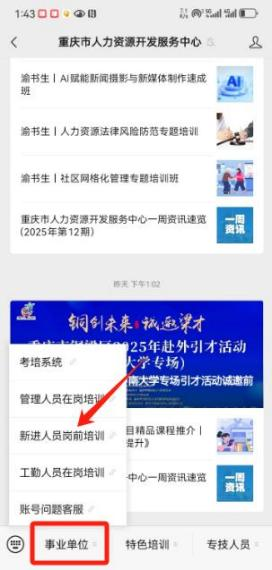 1:43
重庆市人力资源开发服务中心
渝书生丨AI赋能新闻摄影与新媒体制作速成
班
AI
渝书生丨人力资源法律风险防范专题培训
渝书生丨社区网格化管理专题培训班
重庆市人力资源开发服务中心一周资讯速览
(2025年第12期)
一周
资讯
昨天 下午1:02
铜创未来 诚邀梁才
2025年赴外引才活动
大学专场)
南大学专场引才活动诚邀前
考培系统
管理人员在岗培训
新进人员岗前培训
目精品课程推介丨
提升》
工勤人员在岗培训
中心一周资讯速览
一周
资讯
账号问题客服
事业单位
特色培训
专技人员